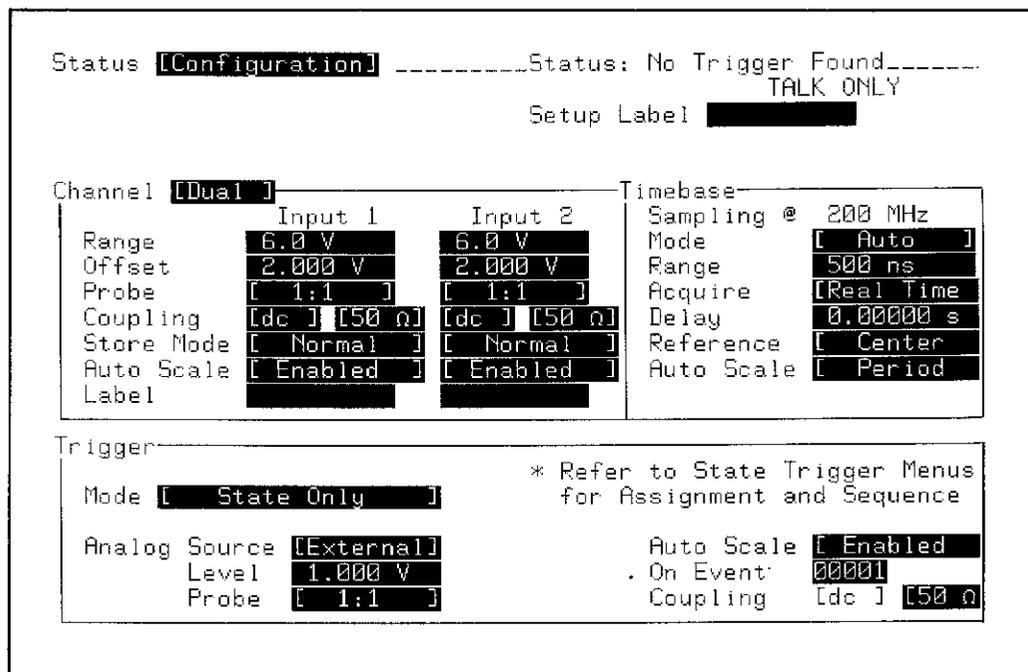 Status [Configuration] __________Status: No Trigger Found_______
TALK ONLY
Setup Label
Channel [Dual ]
Input 1 Input 2
Range 6.0 V 6.0 V
Offset 2.000 V 2.000 V
Probe [ 1:1 ] [ 1:1 ]
Coupling [dc ] [50 Ω] [dc ] [50 Ω]
Store Mode [ Normal ] [ Normal ]
Auto Scale [ Enabled ] [ Enabled ]
Label
Timebase
Sampling @ 200 MHz
Mode [ Auto ]
Range 500 ns
Acquire [Real Time
Delay 0.00000 s
Reference [ Center
Auto Scale [ Period
Trigger
Mode [ State Only ]
* Refer to State Trigger Menus
for Assignment and Sequence
Analog Source [External]
Level 1.000 V
Probe [ 1:1 ]
Auto Scale [ Enabled
On Event 00001
Coupling [dc ] [50 Ω